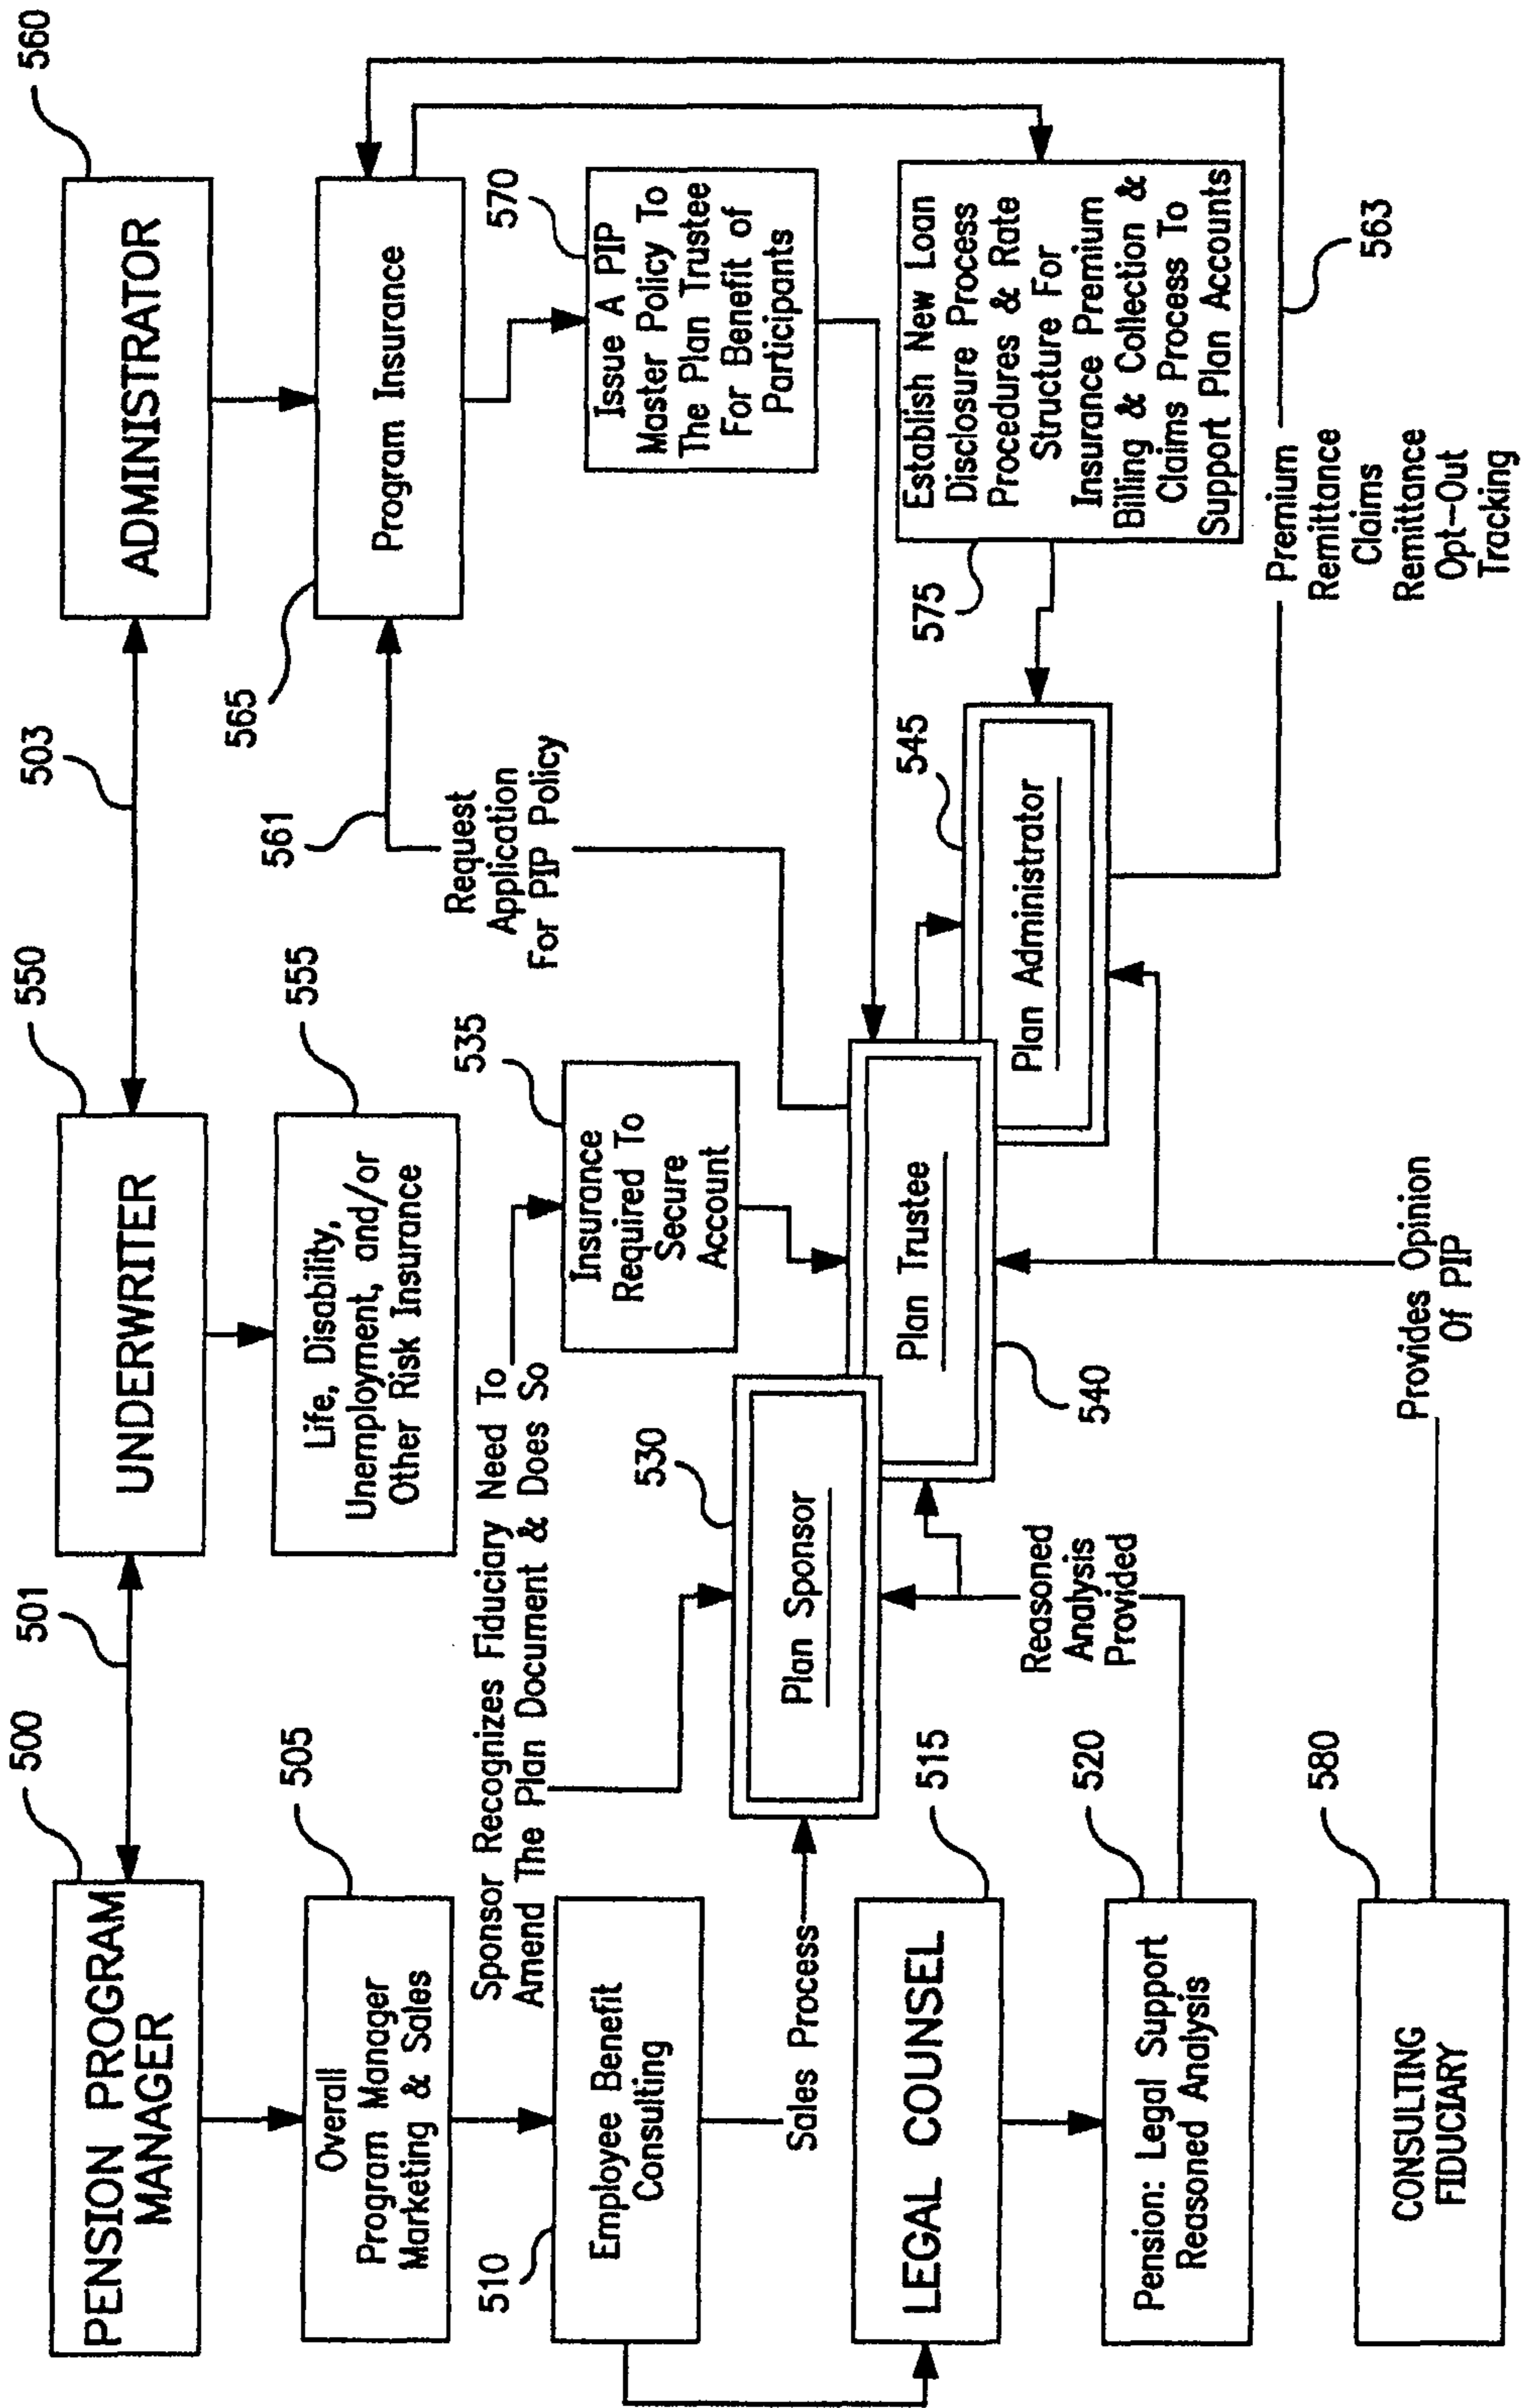 500
PENSION PROGRAM
MANAGER
501
550
UNDERWRITER
503
560
ADMINISTRATOR
505
Overall
Program Manager
Marketing & Sales
555
Life, Disability,
Unemployment, and/or
Other Risk Insurance
565
Program Insurance
561
Request
Application
For PIP Policy
Sponsor Recognizes Fiduciary Need To
Amend The Plan Document & Does So
510
Employee Benefit
Consulting
Sales Process
535
Insurance
Required To
Secure
Account
570
Issue A PIP
Master Policy To
The Plan Trustee
For Benefit of
Participants
530
Plan Sponsor
540
Plan Trustee
545
Plan Administrator
575
Establish New Loan
Disclosure Process
Procedures & Rate
Structure For
Insurance Premium
Billing & Collection &
Claims Process To
Support Plan Accounts
515
LEGAL COUNSEL
520
Pension: Legal Support
Reasoned Analysis
Reasoned
Analysis
Provided
580
CONSULTING
FIDUCIARY
Provides Opinion
Of PIP
Premium
Remittance
Claims
Remittance
Opt-Out
Tracking
563